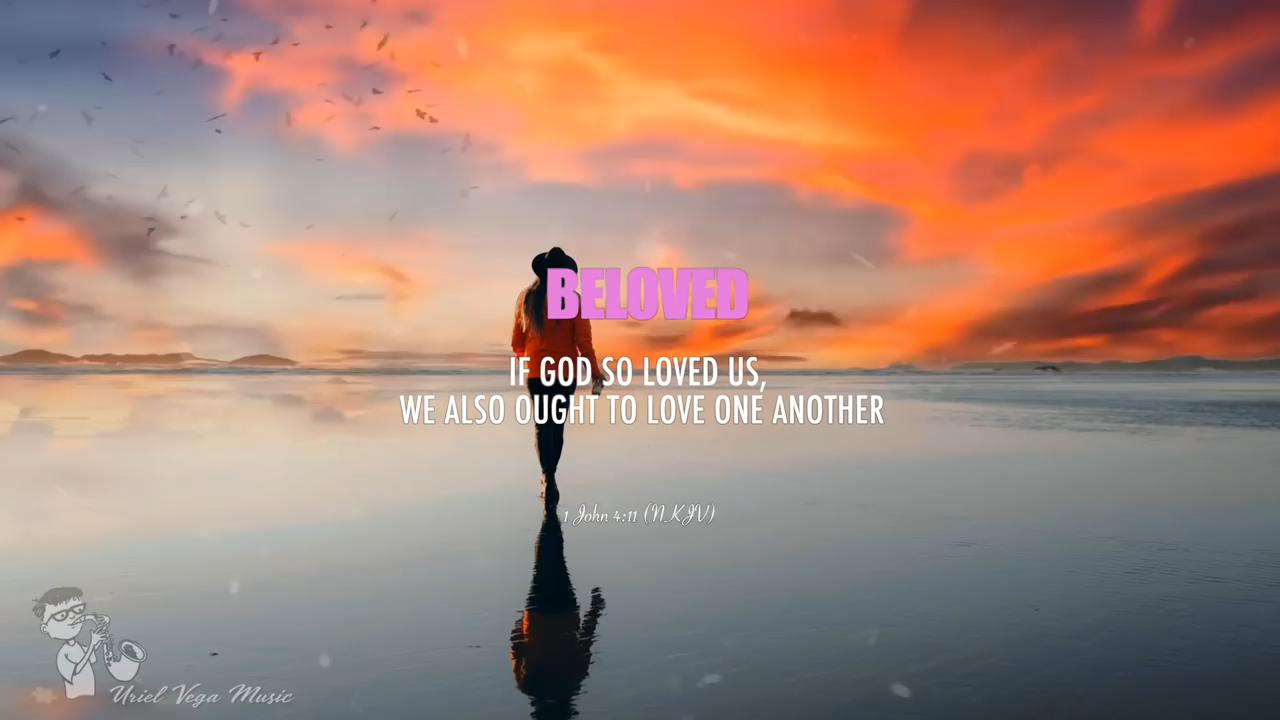 BELOVED
IF GOD SO LOVED US,
WE ALSO OUGHT TO LOVE ONE ANOTHER
1 John 4:11 (NKJV)
Uriel Vega Music